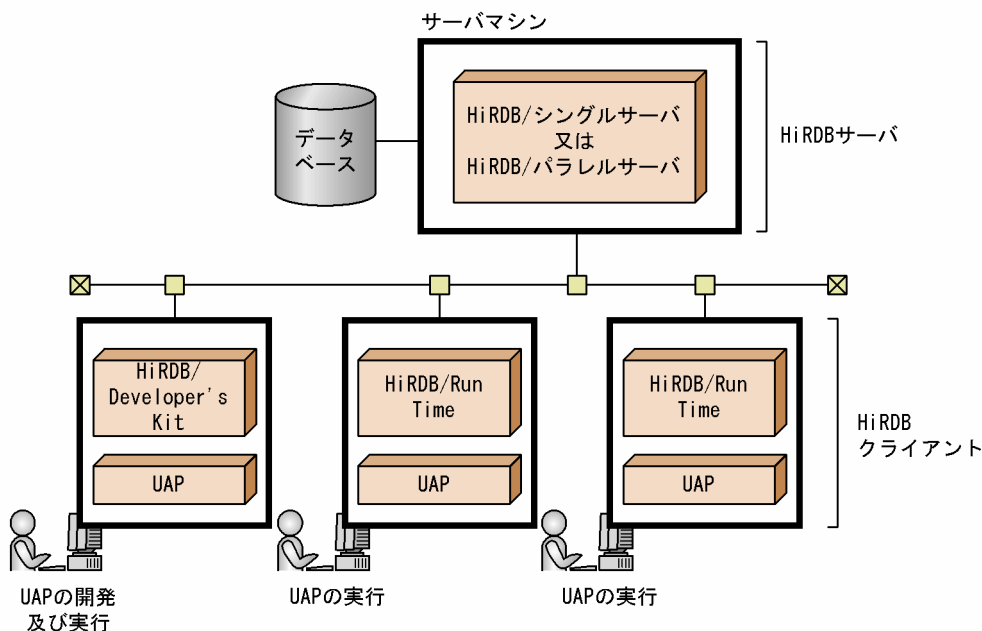 サーバマシン
データ
ベース
HiRDB/シングルサーバ
又は
HiRDB/パラレルサーバ
HiRDBサーバ
HiRDB/
Developer's
Kit
UAP
HiRDB/Run
Time
UAP
HiRDB/Run
Time
UAP
HiRDB
クライアント
UAPの開発
及び実行
UAPの実行
UAPの実行